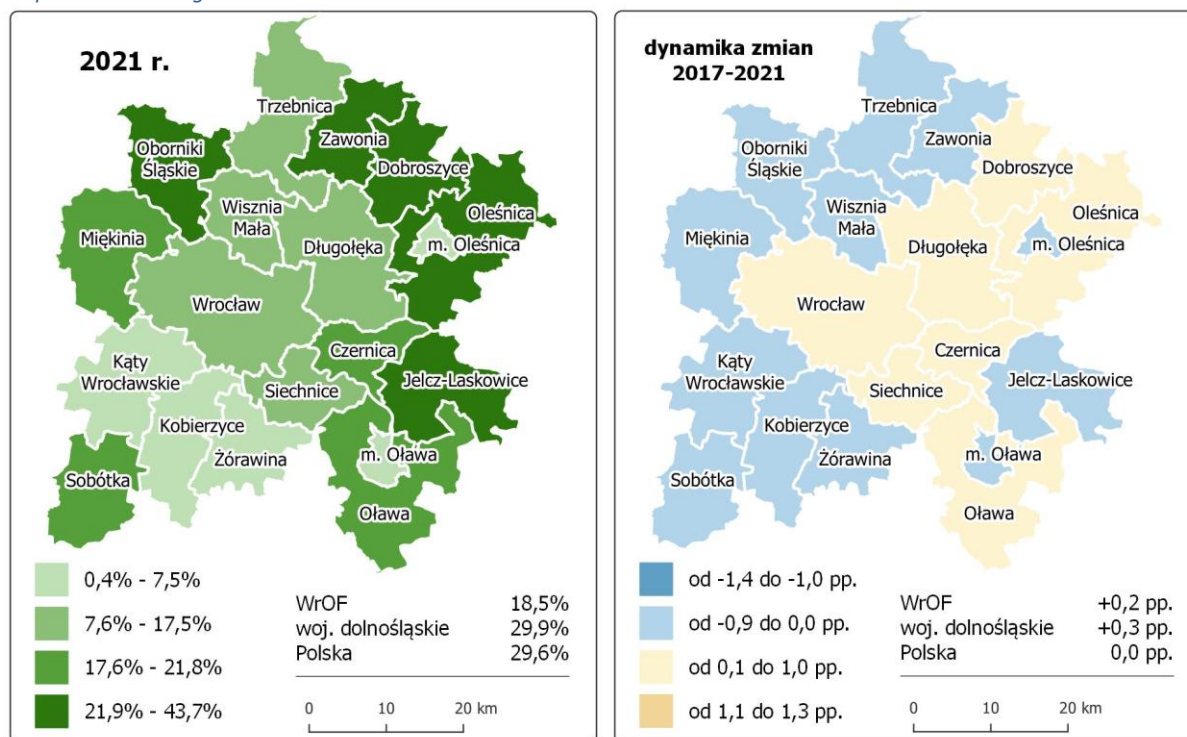 2021 r.
Trzebnica
Zawonia
Oborniki
Śląskie
Dobroszyce
Wisznia
Mała
Oleśnica
m. Oleśnica
Miękinia
Długołęka
Wrocław
Kąty
Wrocławskie
Czernica
Siechnice
Jelcz-Laskowice
Kobierzyce
Żórawina
m. Oława
Sobótka
Oława
0,4% - 7,5%
7,6% - 17,5%
17,6% - 21,8%
21,9% - 43,7%
WrOF 18,5%
woj. dolnośląskie 29,9%
Polska 29,6%
0 10 20 km
dynamika zmian
2017-2021
Trzebnica
Zawonia
Oborniki
Śląskie
Dobroszyce
Wisznia
Mała
Oleśnica
m. Oleśnica
Miękinia
Długołęka
Wrocław
Kąty
Wrocławskie
Czernica
Siechnice
Jelcz-Laskowice
Kobierzyce
Żórawina
m. Oława
Sobótka
Oława
od -1,4 do -1,0 pp.
od -0,9 do 0,0 pp.
od 0,1 do 1,0 pp.
od 1,1 do 1,3 pp.
WrOF +0,2 pp.
woj. dolnośląskie +0,3 pp.
Polska 0,0 pp.
0 10 20 km